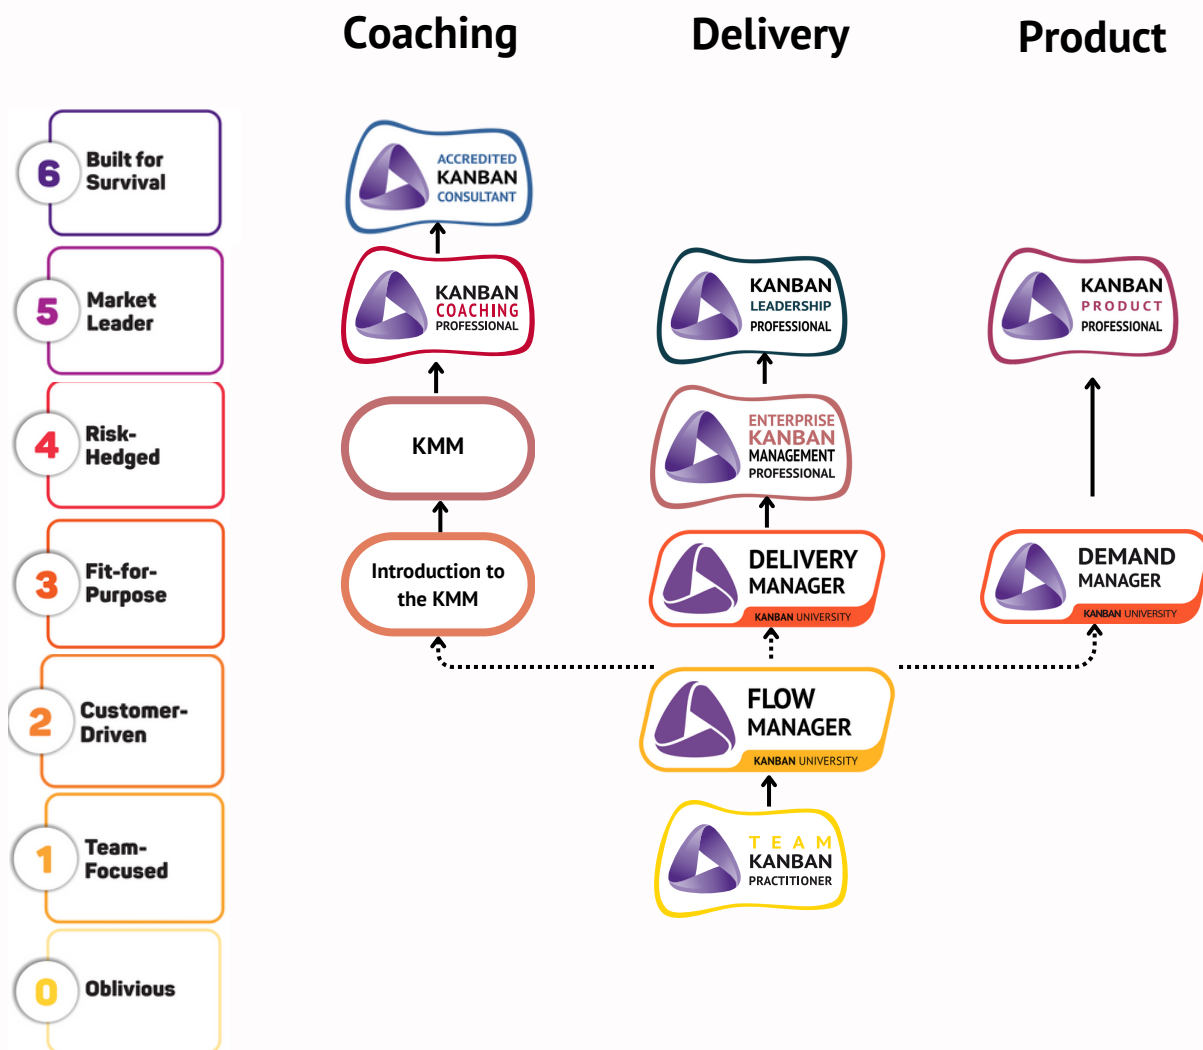 Coaching
Delivery
Product
6
Built for
Survival
ACCREDITED
KANBAN
CONSULTANT
5
Market
Leader
KANBAN
COACHING
PROFESSIONAL
KANBAN
LEADERSHIP
PROFESSIONAL
KANBAN
PRODUCT
PROFESSIONAL
4
Risk-
Hedged
KMM
ENTERPRISE
KANBAN
MANAGEMENT
PROFESSIONAL
3
Fit-for-
Purpose
Introduction to
the KMM
DELIVERY
MANAGER
KANBAN UNIVERSITY
DEMAND
MANAGER
KANBAN UNIVERSITY
2
Customer-
Driven
FLOW
MANAGER
KANBAN UNIVERSITY
1
Team-
Focused
TEAM
KANBAN
PRACTITIONER
0
Oblivious